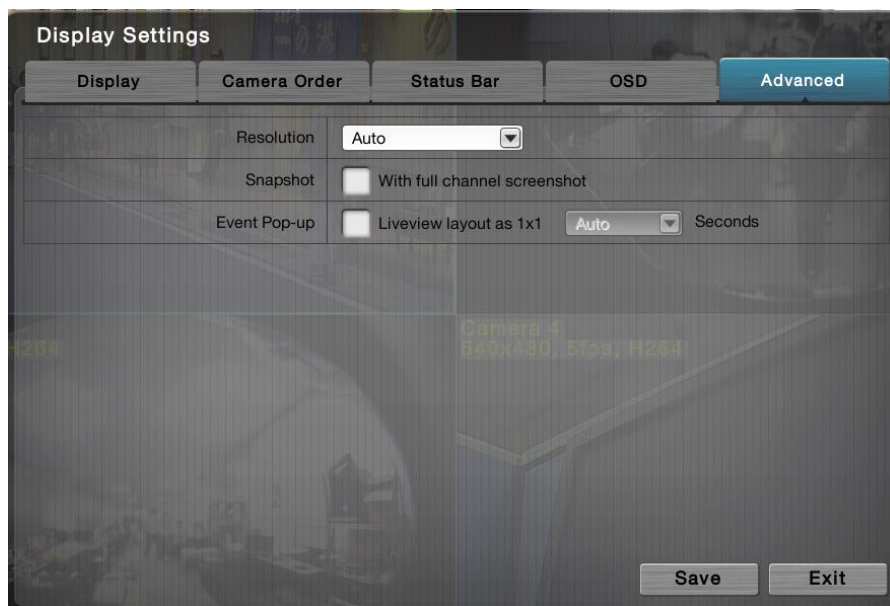 Display Settings
Display Camera Order Status Bar OSD Advanced
Resolution Auto
Snapshot With full channel screenshot
Event Pop-up Liveview layout as 1x1 Auto Seconds
Camera 4
H264 640x480, 5fps, H264
Save Exit